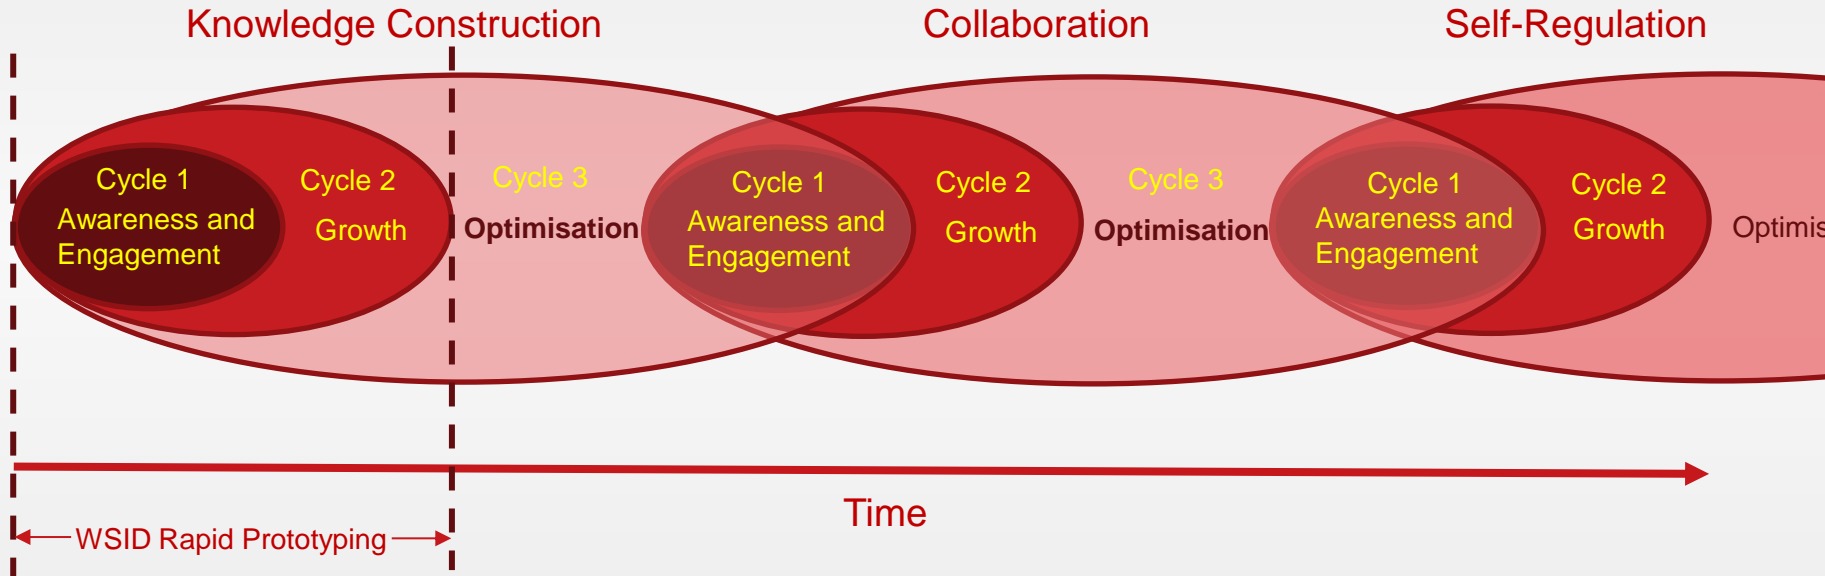 Knowledge Construction
Collaboration
Self-Regulation
Cycle 1
Awareness and
Engagement
Cycle 2
Growth
Cycle 3
Optimisation
Cycle 1
Awareness and
Engagement
Cycle 2
Growth
Cycle 3
Optimisation
Cycle 1
Awareness and
Engagement
Cycle 2
Growth
Optimis
Time
WSID Rapid Prototyping